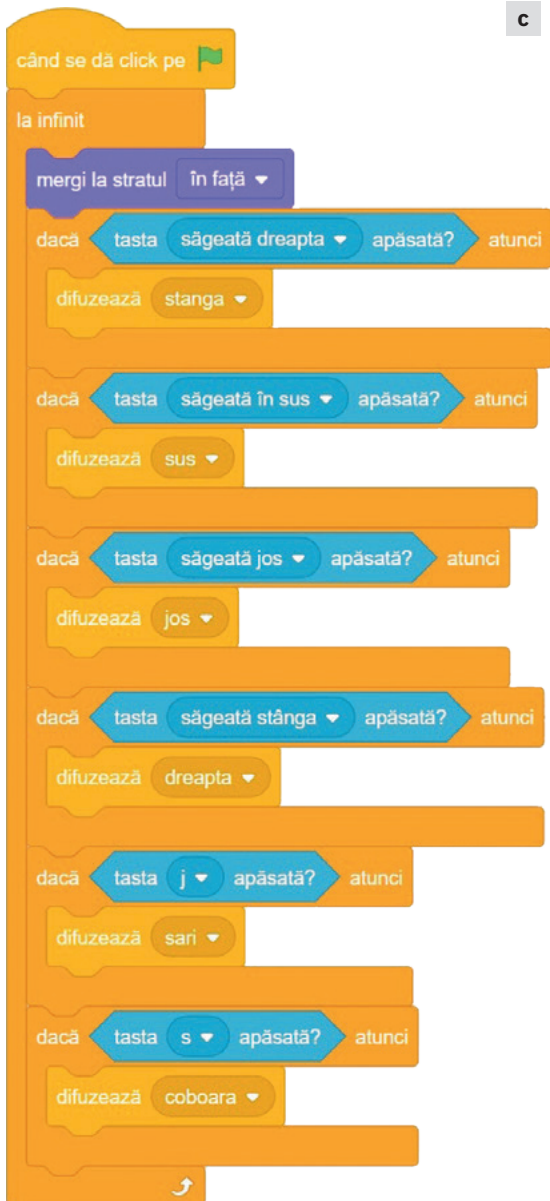 c
când se dă click pe
la infinit
mergi la stratul în față
dacă tasta săgeată dreapta apăsată? atunci
difuzează stanga
dacă tasta săgeată în sus apăsată? atunci
difuzează sus
dacă tasta săgeată jos apăsată? atunci
difuzează jos
dacă tasta săgeată stânga apăsată? atunci
difuzează dreapta
dacă tasta j apăsată? atunci
difuzează sari
dacă tasta s apăsată? atunci
difuzează coboara